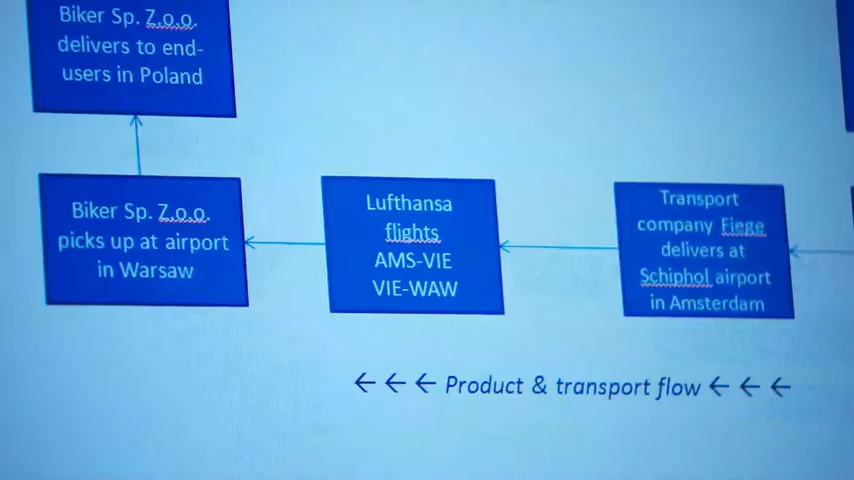 Biker Sp. Z.o.o.
delivers to end-
users in Poland
Biker Sp. Z.o.o.
picks up at airport
in Warsaw
Lufthansa
flights
AMS-VIE
VIE-WAW
Transport
company Fiege
delivers at
Schiphol airport
in Amsterdam
← ← ← Product & transport flow ← ← ←